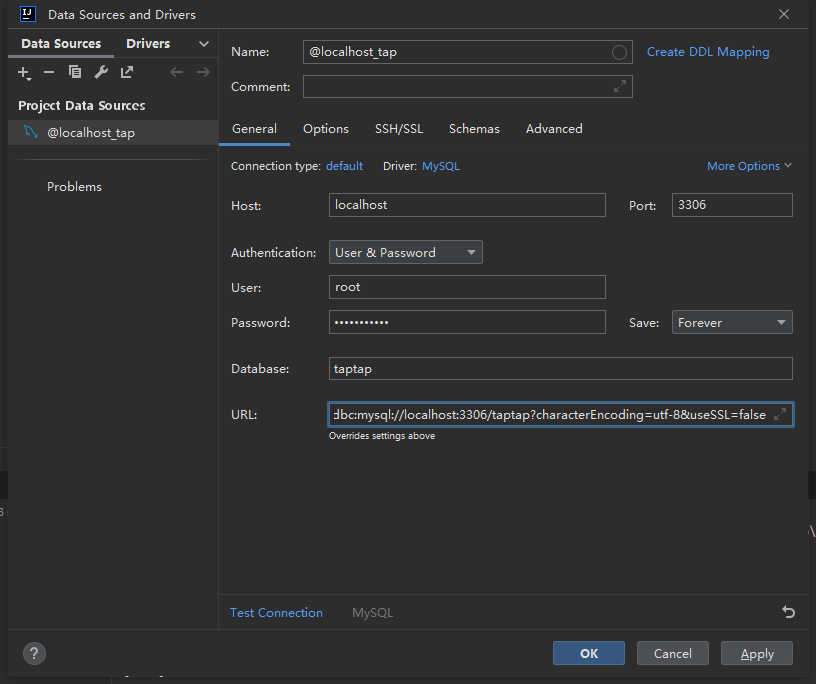 IJ Data Sources and Drivers
Data Sources Drivers
Project Data Sources
@localhost_tap
Problems
Name: @localhost_tap Create DDL Mapping
Comment:
General Options SSH/SSL Schemas Advanced
Connection type: default Driver: MySQL More Options
Host: localhost Port: 3306
Authentication: User & Password
User: root
Password: ••••••••••• Save: Forever
Database: taptap
URL: dbc:mysql://localhost:3306/taptap?characterEncoding=utf-8&useSSL=false
Overrides settings above
Test Connection MySQL
? OK Cancel Apply